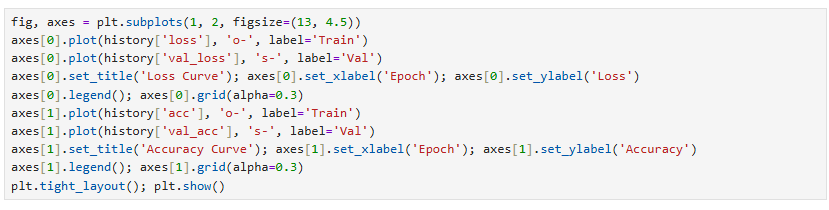 fig, axes = plt.subplots(1, 2, figsize=(13, 4.5))
axes[0].plot(history['loss'], 'o-', label='Train')
axes[0].plot(history['val_loss'], 's-', label='Val')
axes[0].set_title('Loss Curve'); axes[0].set_xlabel('Epoch'); axes[0].set_ylabel('Loss')
axes[0].legend(); axes[0].grid(alpha=0.3)
axes[1].plot(history['acc'], 'o-', label='Train')
axes[1].plot(history['val_acc'], 's-', label='Val')
axes[1].set_title('Accuracy Curve'); axes[1].set_xlabel('Epoch'); axes[1].set_ylabel('Accuracy')
axes[1].legend(); axes[1].grid(alpha=0.3)
plt.tight_layout(); plt.show()